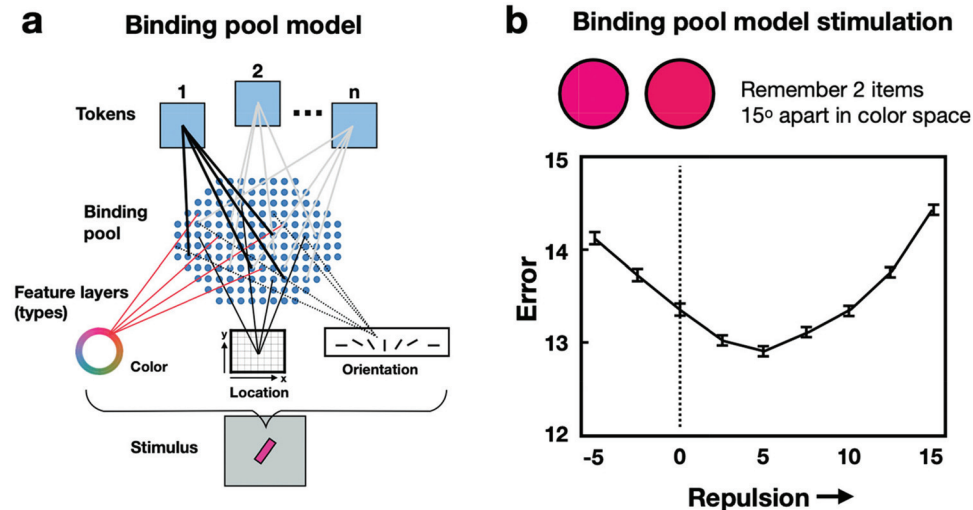 a
Binding pool model
1
2
n
Tokens
...
Binding
pool
Feature layers
(types)
Color
y
x
Location
Orientation
Stimulus
b
Binding pool model stimulation
Remember 2 items
15º apart in color space
15
14
13
12
Error
-5
0
5
10
15
Repulsion →